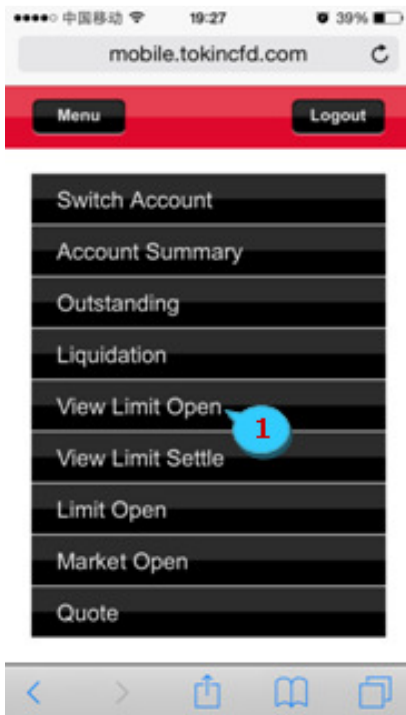 中国移动 19:27 39%
mobile.tokincfd.com
Menu Logout
Switch Account
Account Summary
Outstanding
Liquidation
View Limit Open
1
View Limit Settle
Limit Open
Market Open
Quote